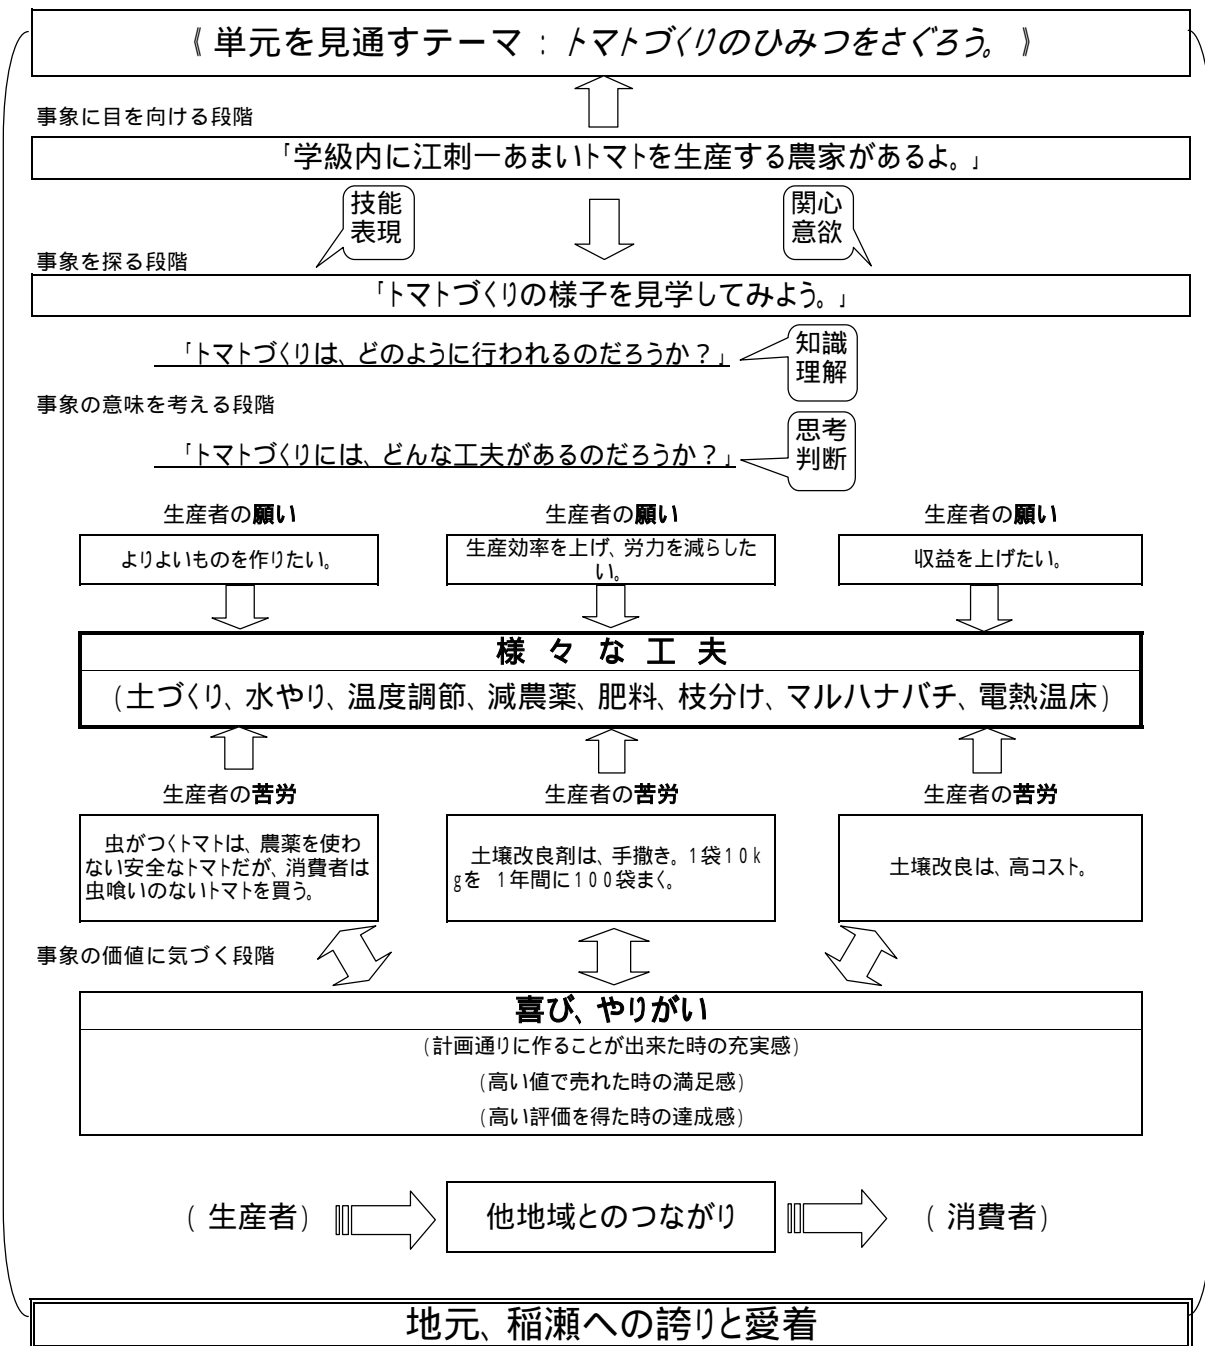 《 単元を見通すテーマ : トマトづくりのひみつをさぐろう。 》
事象に目を向ける段階
「学級内に江刺一あまいトマトを生産する農家があるよ。」
技能
表現
関心
意欲
事象を探る段階
「トマトづくりの様子を見学してみよう。」
「トマトづくりは、どのように行われるのだろうか？」
知識
理解
事象の意味を考える段階
「トマトづくりには、どんな工夫があるのだろうか？」
思考
判断
生産者の願い
生産者の願い
生産者の願い
よりよいものを作りたい。
生産効率を上げ、労力を減らした
い。
収益を上げたい。
様 々 な 工 夫
(土づくり、水やり、温度調節、減農薬、肥料、枝分け、マルハナバチ、電熱温床)
生産者の苦労
生産者の苦労
生産者の苦労
虫がつくトマトは、農薬を使わ
ない安全なトマトだが、消費者は
虫喰いのないトマトを買う。
土壌改良剤は、手撒き。1袋10k
gを 1年間に100袋まく。
土壌改良は、高コスト。
事象の価値に気づく段階
喜び、やりがい
(計画通りに作ることが出来た時の充実感)
(高い値で売れた時の満足感)
(高い評価を得た時の達成感)
( 生産者)
他地域とのつながり
( 消費者)
地元、稲瀬への誇りと愛着